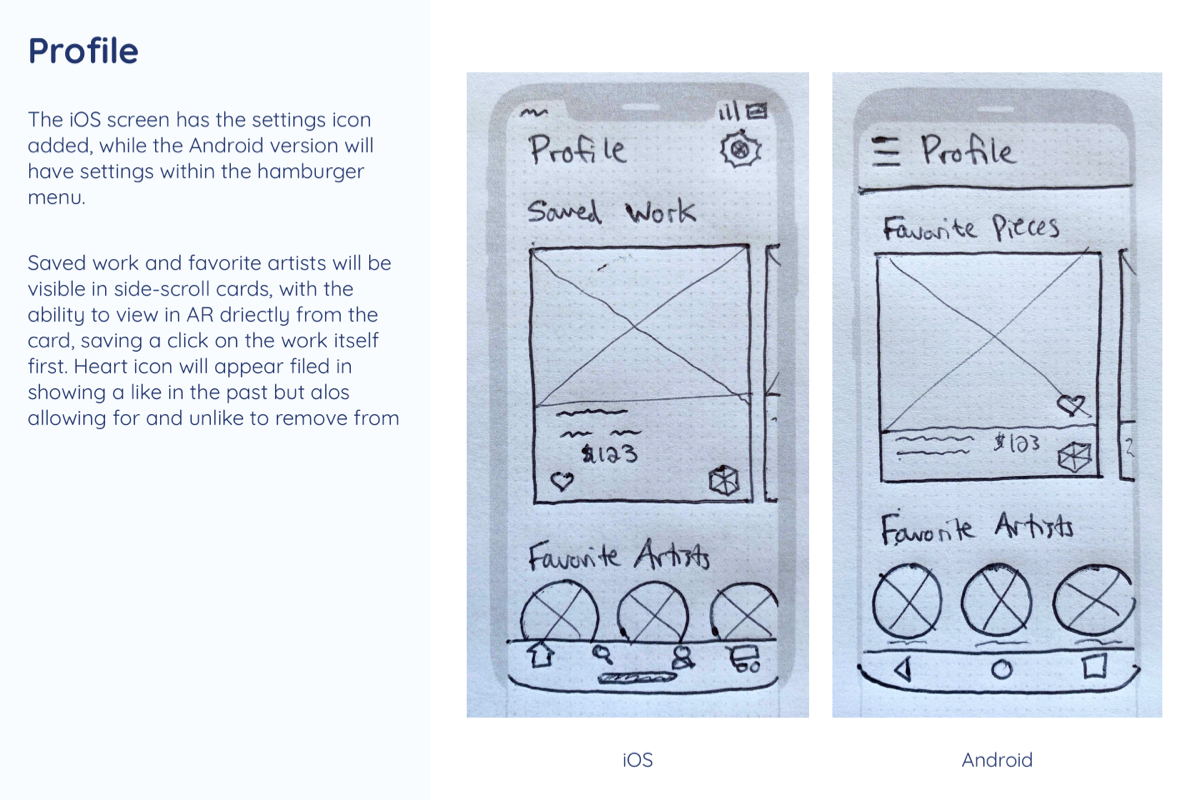 Profile
The iOS screen has the settings icon
added, while the Android version will
have settings within the hamburger
menu.
Saved work and favorite artists will be
visible in side-scroll cards, with the
ability to view in AR driectly from the
card, saving a click on the work itself
first. Heart icon will appear filed in
showing a like in the past but alos
allowing for and unlike to remove from
Profile
Saved Work
$123
Favorite Artists
iOS
Profile
Favorite Pieces
$123
Favorite Artists
Android